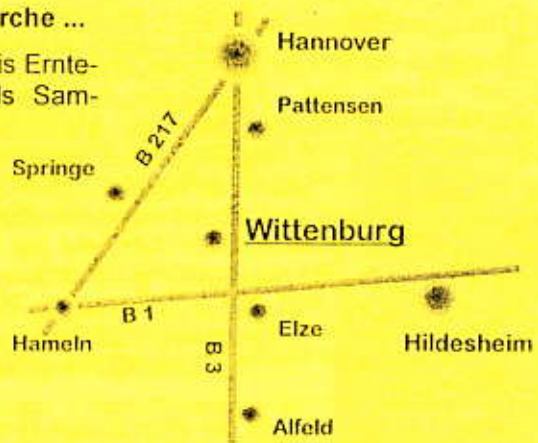 rche ...
is Ernte-
ls Sam-
Hannover
Pattensen
B 217
Springe
Wittenburg
B 1
Hameln
Elze
Hildesheim
B 3
Alfeld